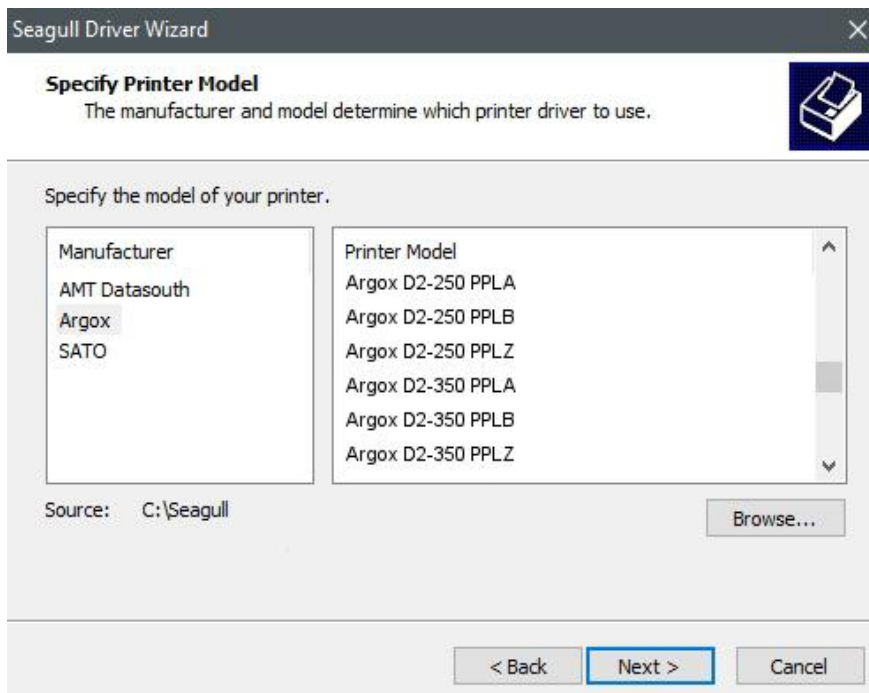 Seagull Driver Wizard
Specify Printer Model
The manufacturer and model determine which printer driver to use.
Specify the model of your printer.
Manufacturer
AMT Datasouth
Argox
SATO
Printer Model
Argox D2-250 PPLA
Argox D2-250 PPLB
Argox D2-250 PPLZ
Argox D2-350 PPLA
Argox D2-350 PPLB
Argox D2-350 PPLZ
Source: C:\Seagull
Browse...
< Back
Next >
Cancel